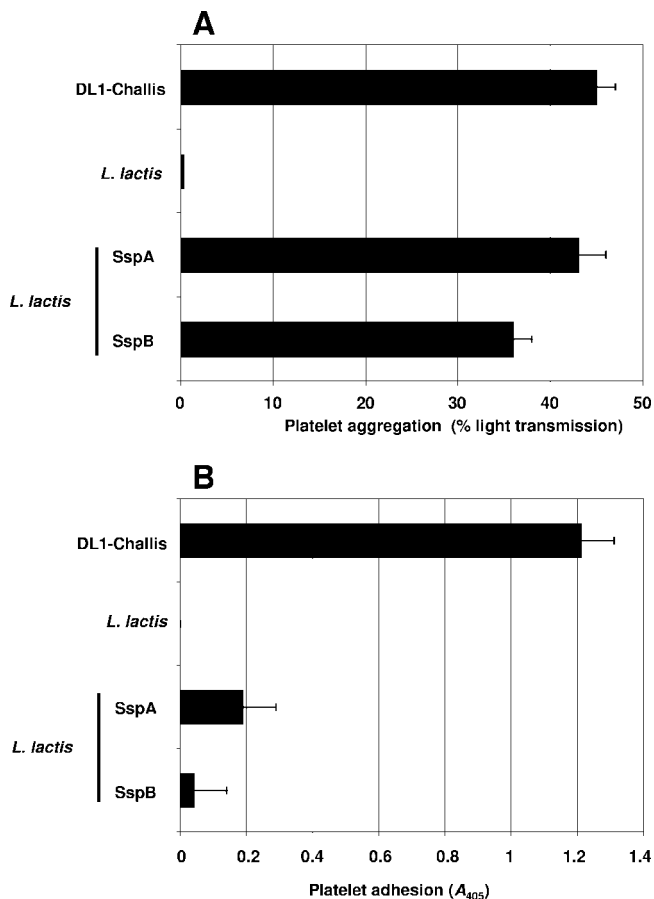 A
DL1-Challis
L. lactis
SspA
L. lactis
SspB
0 10 20 30 40 50
Platelet aggregation (% light transmission)
B
DL1-Challis
L. lactis
SspA
L. lactis
SspB
0 0.2 0.4 0.6 0.8 1 1.2 1.4
Platelet adhesion (A405)